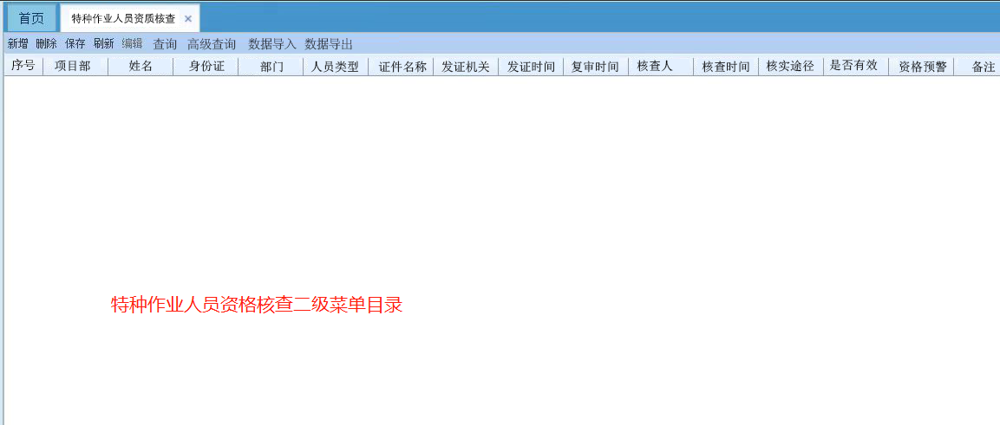 首页 特种作业人员资质核查 ×
新增 删除 保存 刷新 编辑 查询 高级查询 数据导入 数据导出
序号 项目部 姓名 身份证 部门 人员类型 证件名称 发证机关 发证时间 复审时间 核查人 核查时间 核实途径 是否有效 资格预警 备注
特种作业人员资格核查二级菜单目录